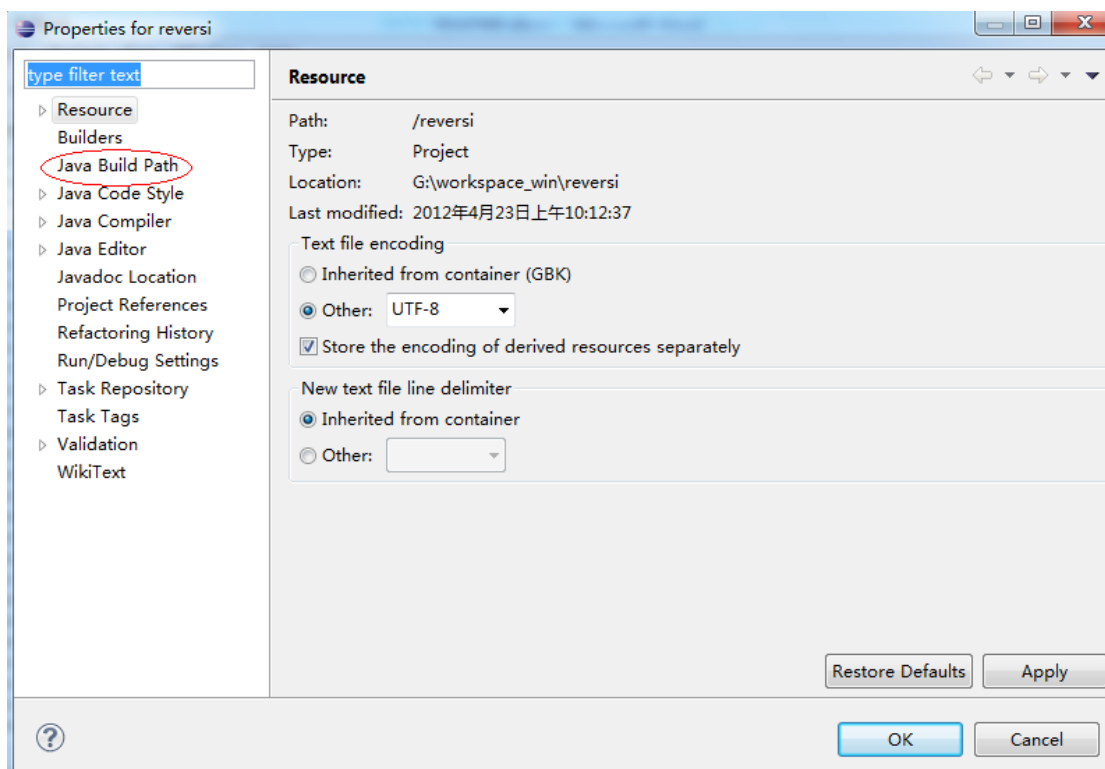 Properties for reversi
type filter text
Resource
Builders
Java Build Path
Java Code Style
Java Compiler
Java Editor
Javadoc Location
Project References
Refactoring History
Run/Debug Settings
Task Repository
Task Tags
Validation
WikiText
Resource
Path: /reversi
Type: Project
Location: G:\workspace_win\reversi
Last modified: 2012年4月23日上午10:12:37
Text file encoding
Inherited from container (GBK)
Other: UTF-8
Store the encoding of derived resources separately
New text file line delimiter
Inherited from container
Other:
Restore Defaults Apply
OK Cancel